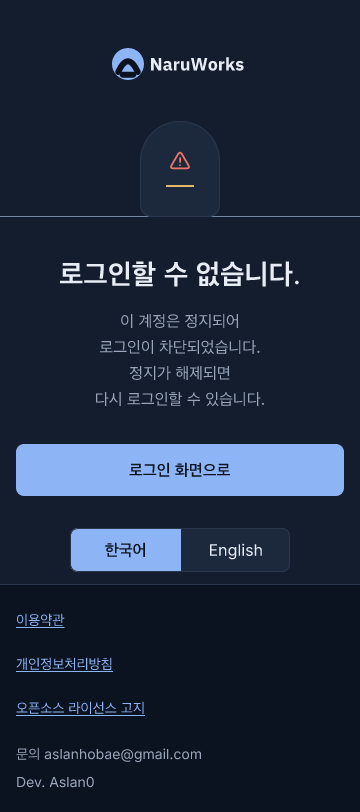 NaruWorks
로그인할 수 없습니다.
이 계정은 정지되어
로그인이 차단되었습니다.
정지가 해제되면
다시 로그인할 수 있습니다.
로그인 화면으로
한국어
English
이용약관
개인정보처리방침
오픈소스 라이선스 고지
문의 aslanhobae@gmail.com
Dev. Aslan0